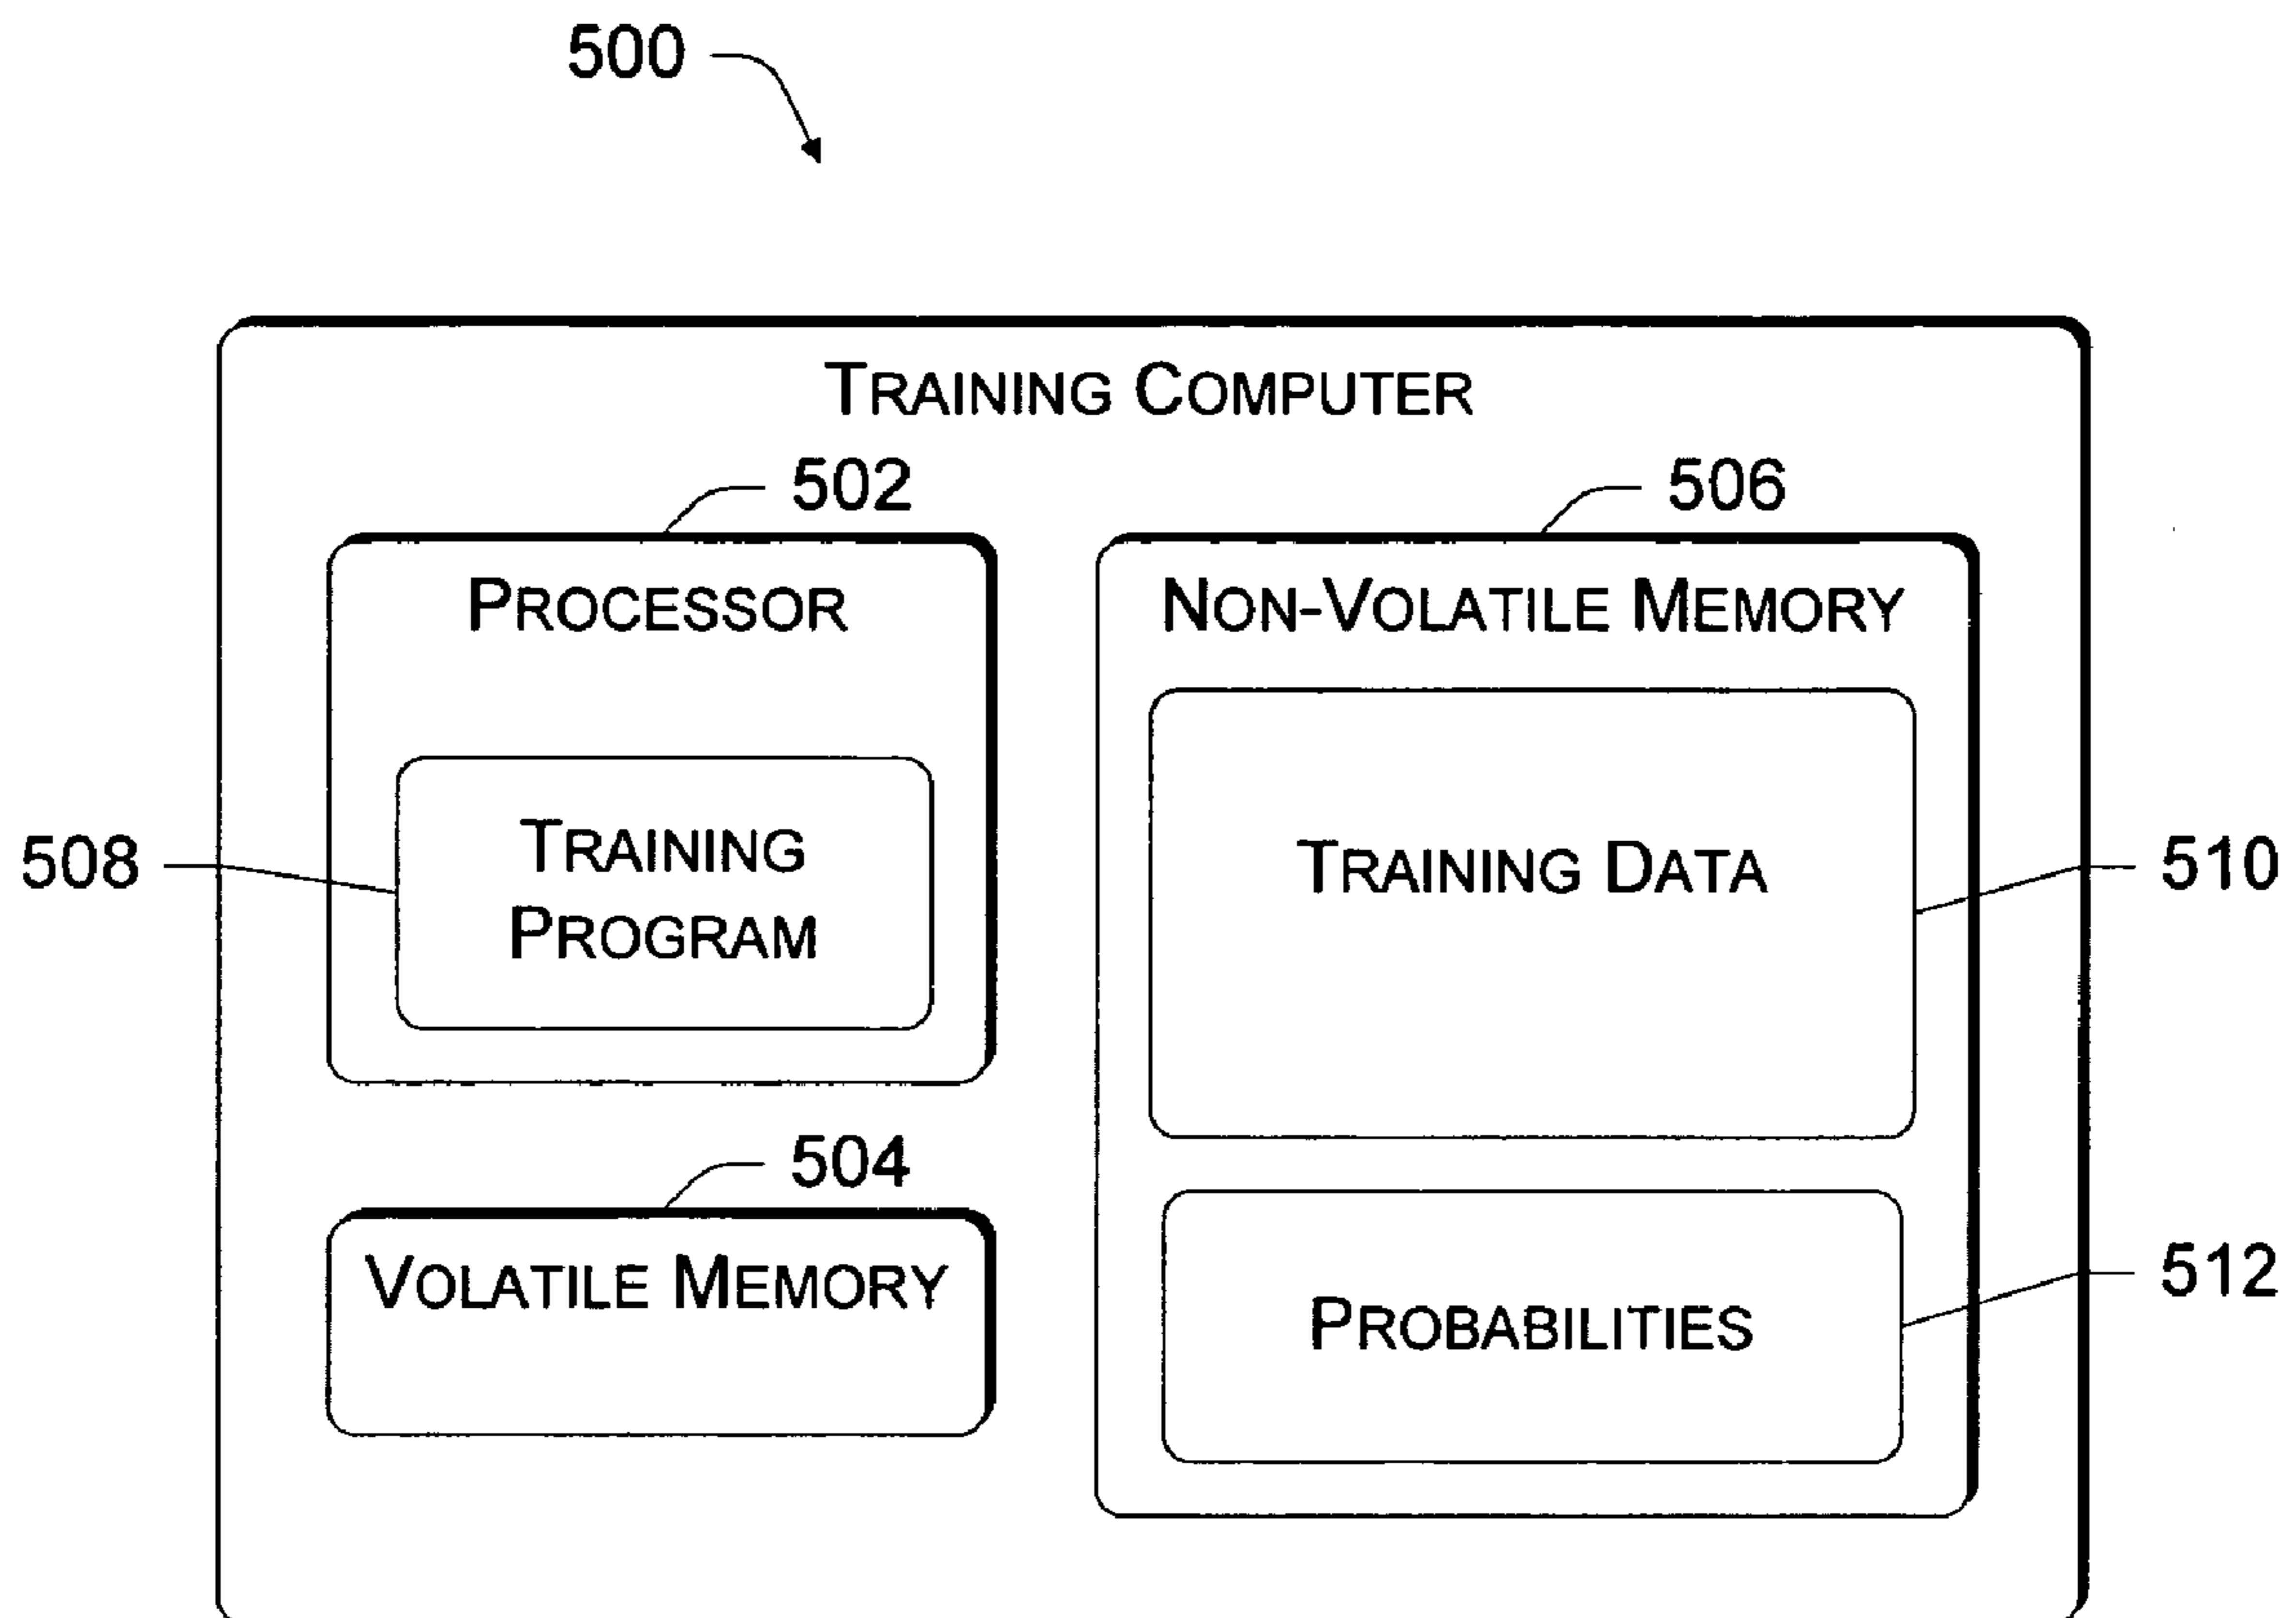 500
TRAINING COMPUTER
502
506
PROCESSOR
NON-VOLATILE MEMORY
TRAINING
PROGRAM
508
TRAINING DATA
510
504
VOLATILE MEMORY
512
PROBABILITIES